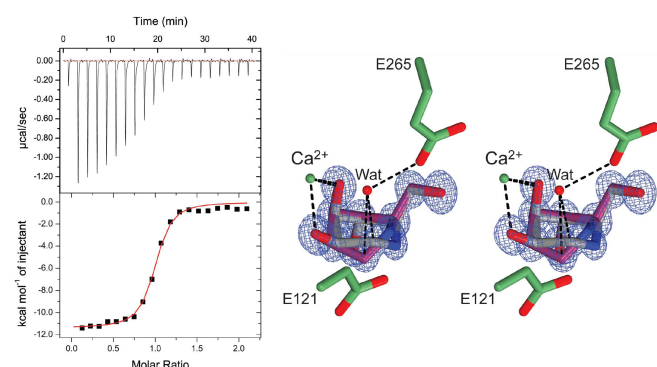 Time (min)
0 10 20 30 40
0.00
-0.20
-0.40
-0.60
-0.80
-1.00
-1.20
µcal/sec
0.0
-2.0
-4.0
-6.0
-8.0
-10.0
-12.0
kcal mol⁻¹ of injectant
0.0 0.5 1.0 1.5 2.0
Molar Ratio
E265
Ca²⁺
Wat
E121
E265
Ca²⁺
Wat
E121